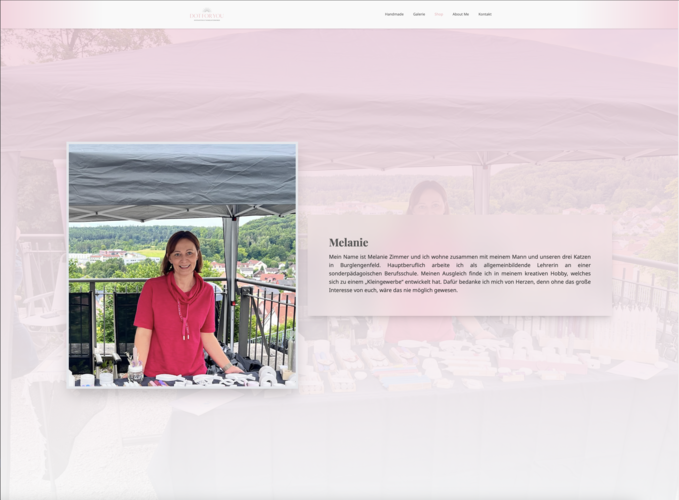 Handmade Galerie Shop About Me Kontakt
Melanie
Mein Name ist Melanie Zimmer und ich wohne zusammen mit meinem Mann und unseren drei Katzen
in Burglengenfeld. Hauptberuflich arbeite ich als allgemeinbildende Lehrerin an einer
sonderpädagogischen Berufsschule. Meinen Ausgleich finde ich in meinem kreativen Hobby, welches
sich zu einem „Kleingewerbe“ entwickelt hat. Dafür bedanke ich mich von Herzen, denn ohne das große
Interesse von euch, wäre das nie möglich gewesen.